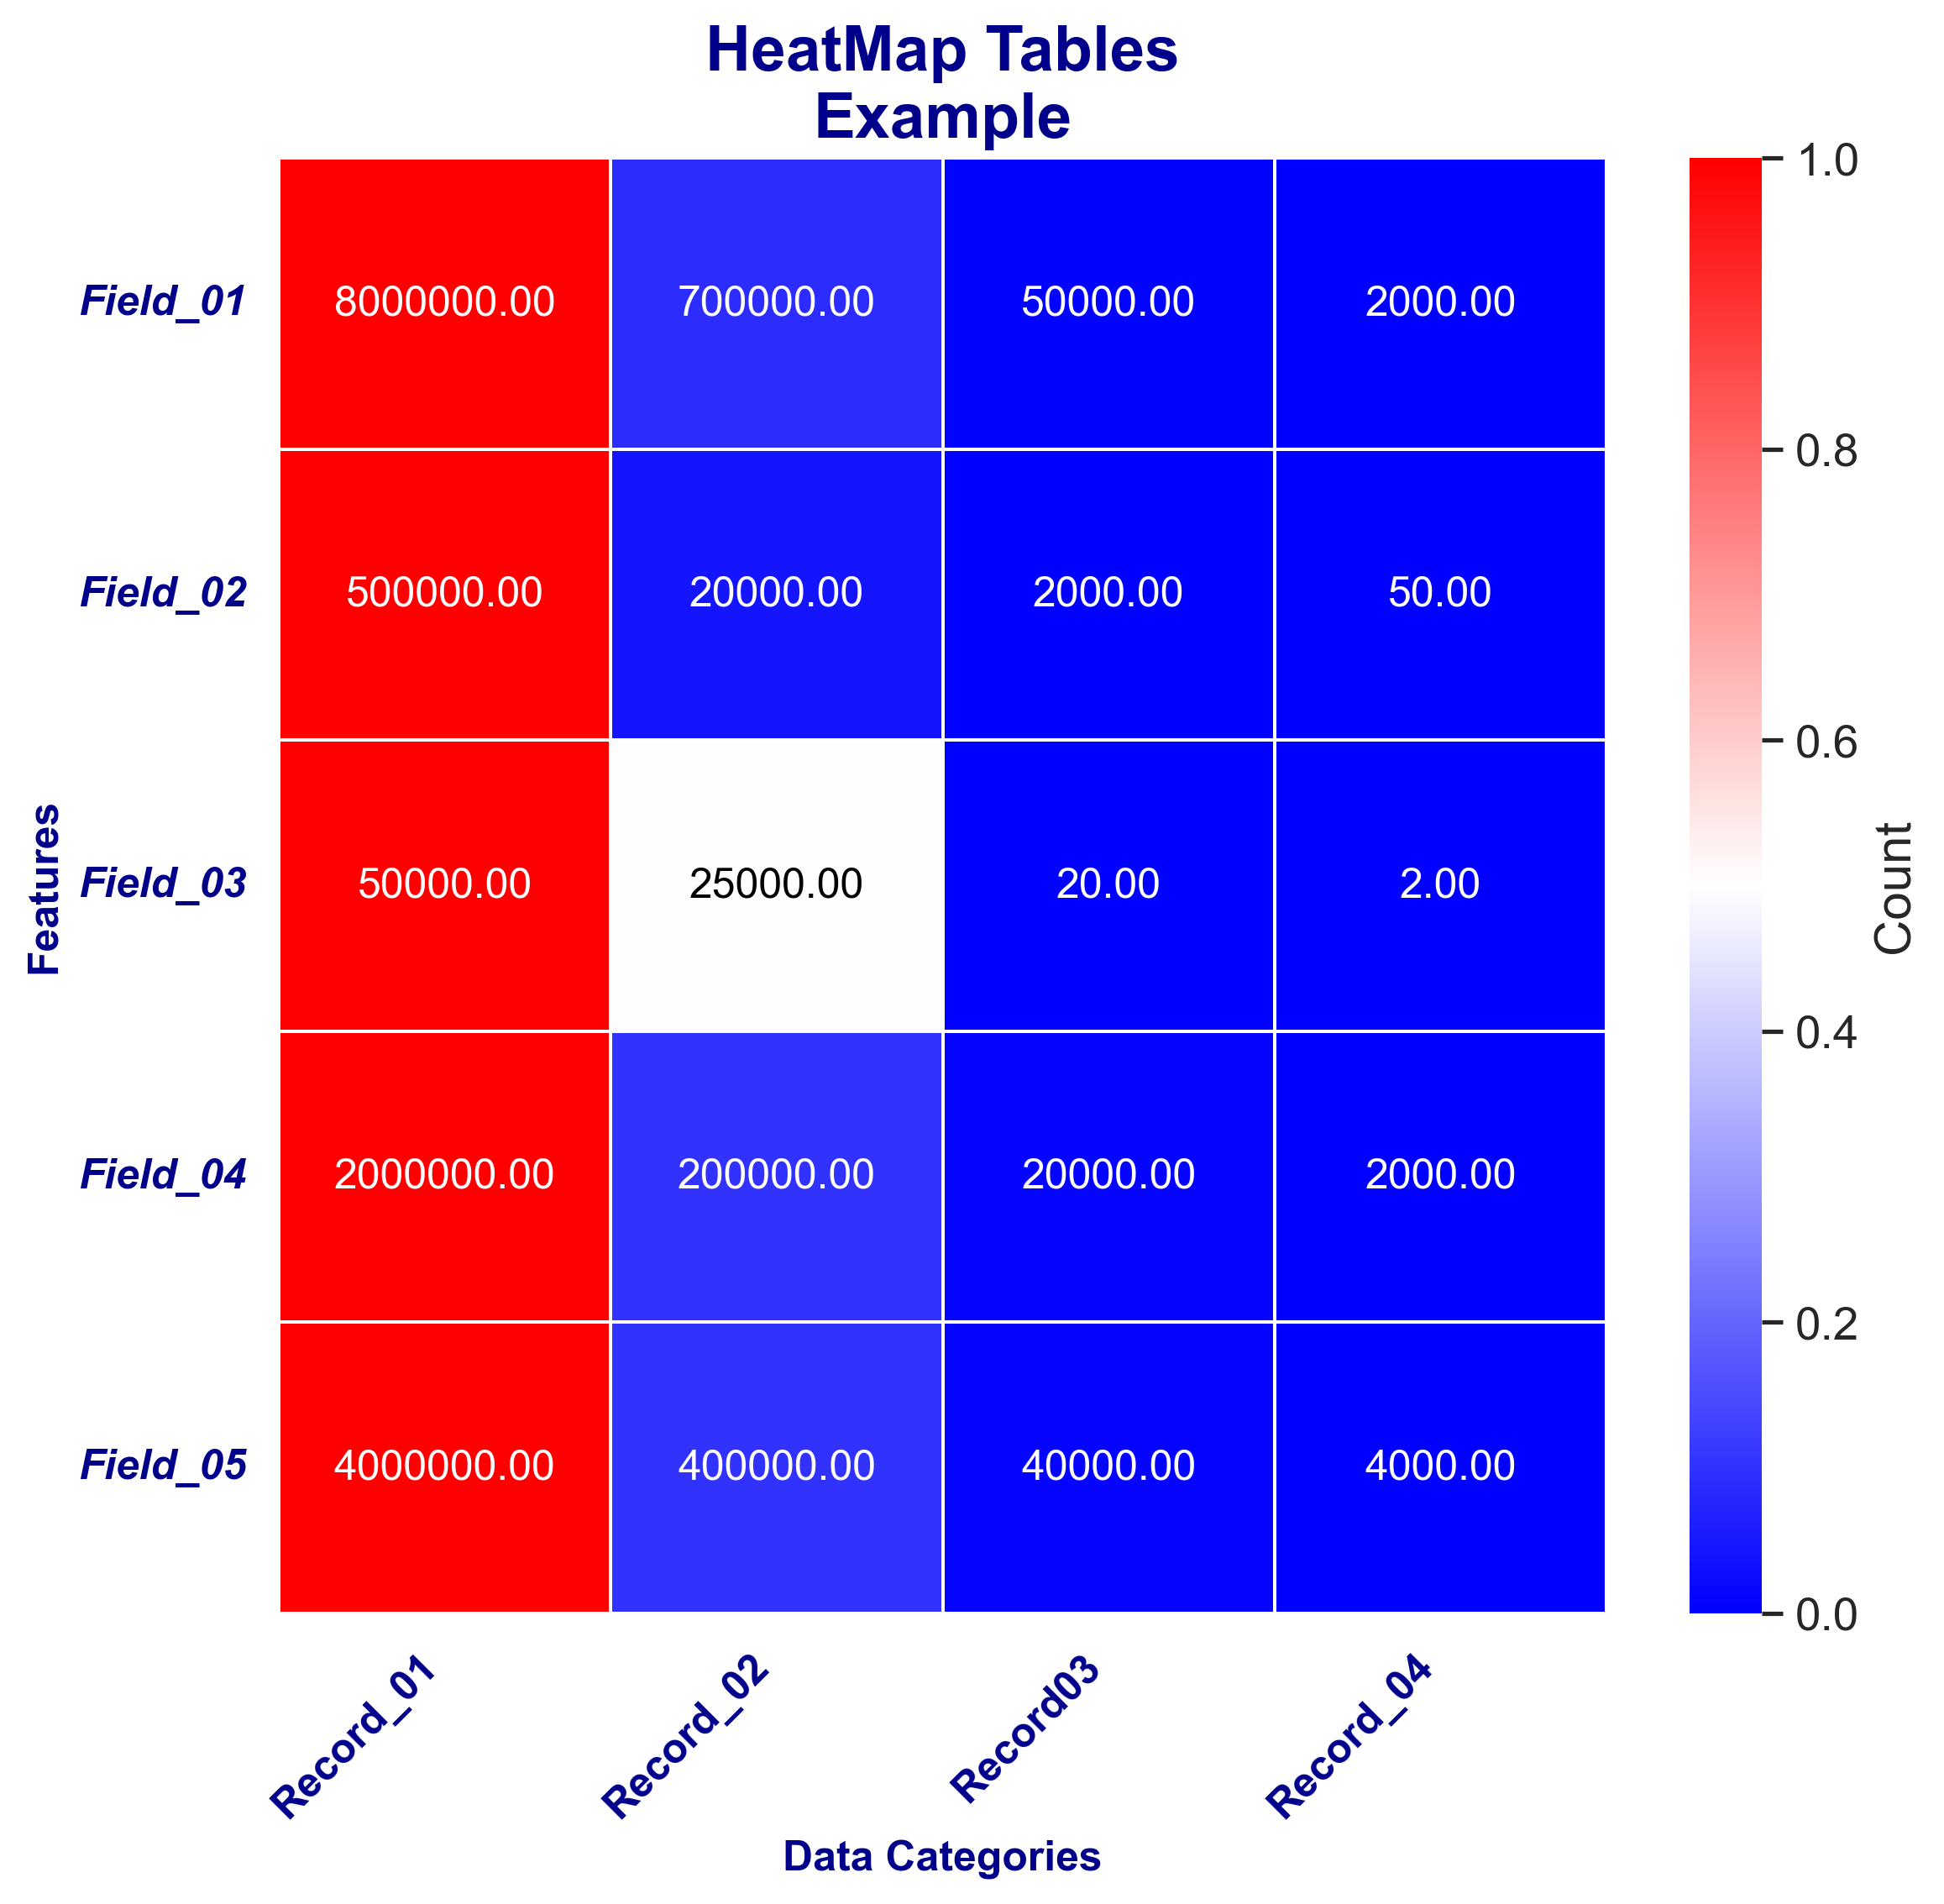 HeatMap Tables
Example
Field_01 8000000.00 700000.00 50000.00 2000.00
Field_02 500000.00 20000.00 2000.00 50.00
Field_03 50000.00 25000.00 20.00 2.00
Field_04 2000000.00 200000.00 20000.00 2000.00
Field_05 4000000.00 400000.00 40000.00 4000.00
Features
Record_01 Record_02 Record03 Record_04
Data Categories
1.0
0.8
0.6
0.4
0.2
0.0
Count